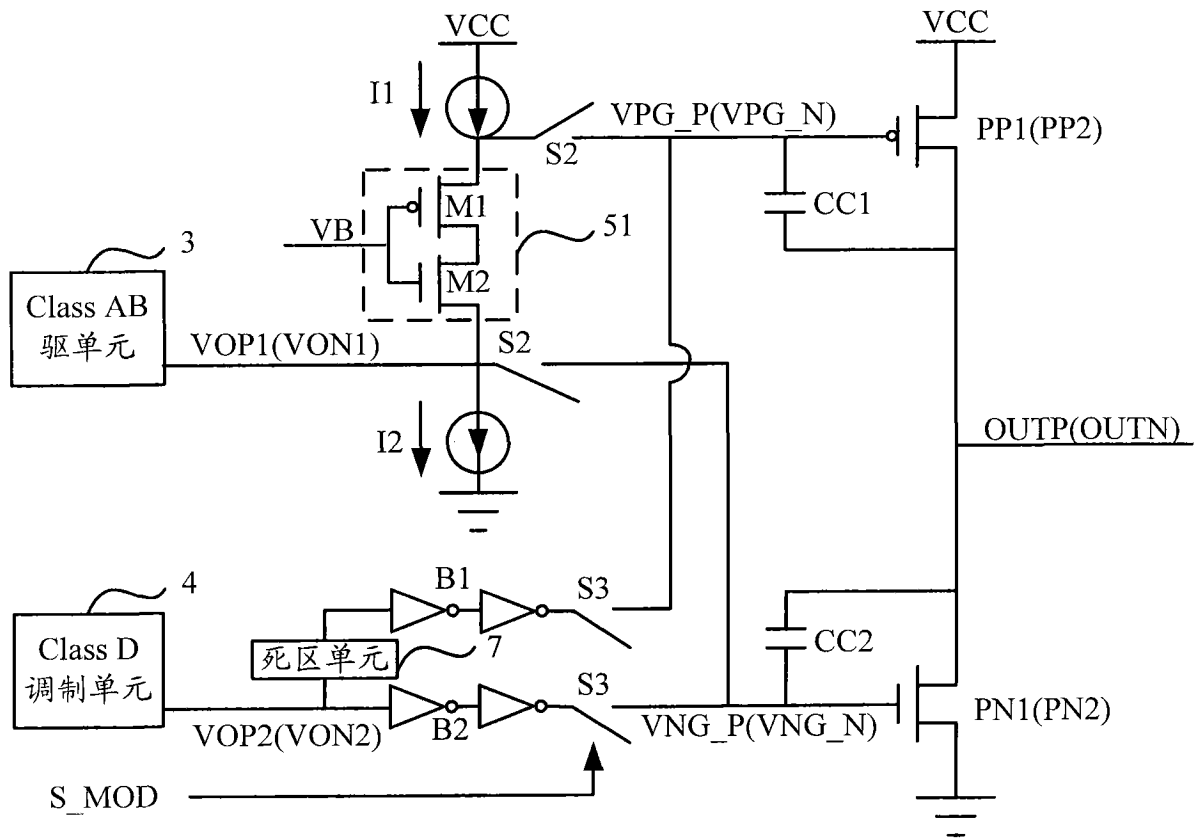 VCC
VCC
I1
VPG_P(VPG_N)
PP1(PP2)
S2
M1
CC1
51
VB
3
M2
Class AB
驱单元
VOP1(VON1)
S2
OUTP(OUTN)
I2
4
B1
S3
Class D
调制单元
死区单元
7
CC2
S3
VOP2(VON2)
B2
VNG_P(VNG_N)
PN1(PN2)
S_MOD